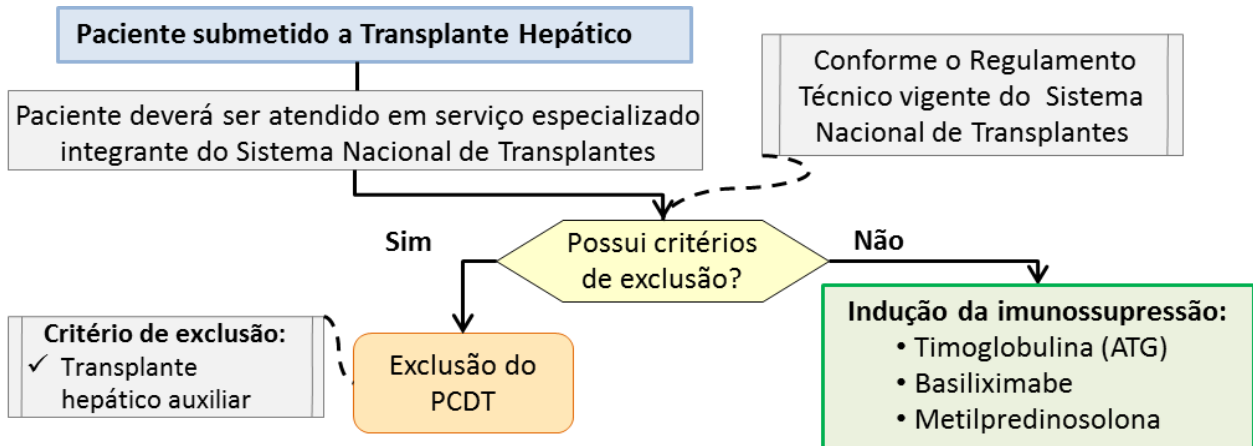 Paciente submetido a Transplante Hepático
Paciente deverá ser atendido em serviço especializado
integrante do Sistema Nacional de Transplantes
Conforme o Regulamento
Técnico vigente do Sistema
Nacional de Transplantes
Possui critérios
de exclusão?
Sim
Não
Critério de exclusão:
✓ Transplante
hepático auxiliar
Exclusão do
PCDT
Indução da imunossupressão:
• Timoglobulina (ATG)
• Basiliximabe
• Metilpredinosolona